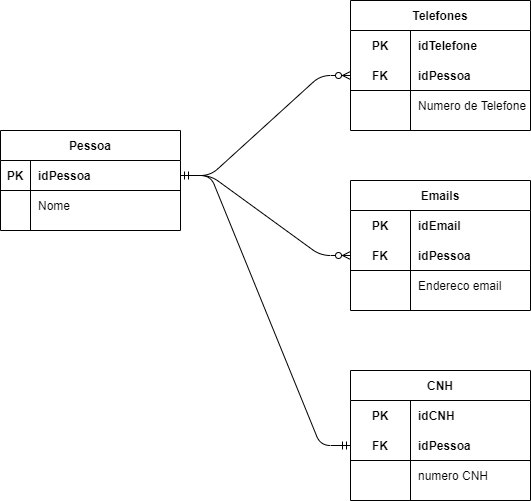 Telefones
PK idTelefone
FK idPessoa
Numero de Telefone
Pessoa
PK idPessoa
Nome
Emails
PK idEmail
FK idPessoa
Endereco email
CNH
PK idCNH
FK idPessoa
numero CNH